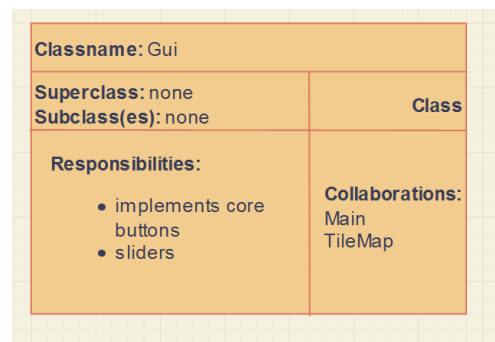 Classname: Gui
Superclass: none
Subclass(es): none
Class
Responsibilities:
• implements core
buttons
• sliders
Collaborations:
Main
TileMap